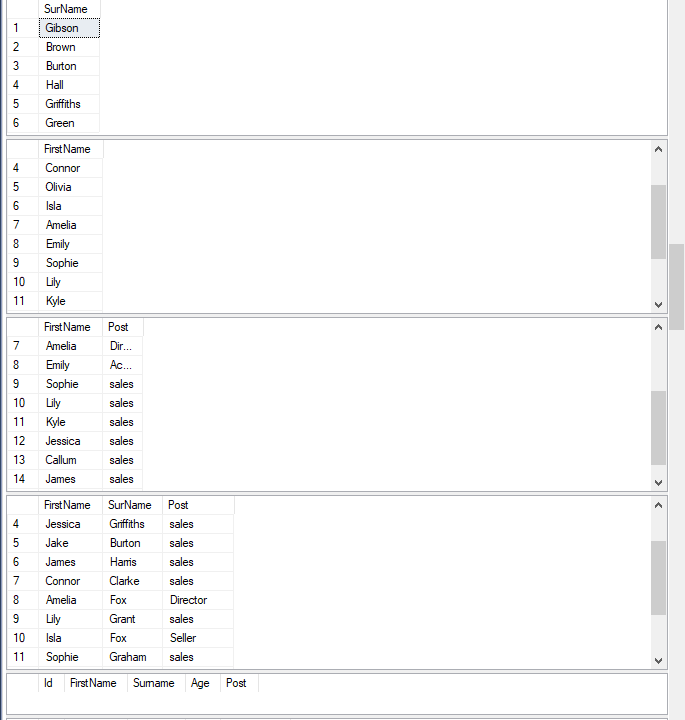 SurName
1 Gibson
2 Brown
3 Burton
4 Hall
5 Griffiths
6 Green
FirstName
4 Connor
5 Olivia
6 Isla
7 Amelia
8 Emily
9 Sophie
10 Lily
11 Kyle
FirstName Post
7 Amelia Dir...
8 Emily Ac...
9 Sophie sales
10 Lily sales
11 Kyle sales
12 Jessica sales
13 Callum sales
14 James sales
FirstName SurName Post
4 Jessica Griffiths sales
5 Jake Burton sales
6 James Harris sales
7 Connor Clarke sales
8 Amelia Fox Director
9 Lily Grant sales
10 Isla Fox Seller
11 Sophie Graham sales
Id FirstName Surname Age Post